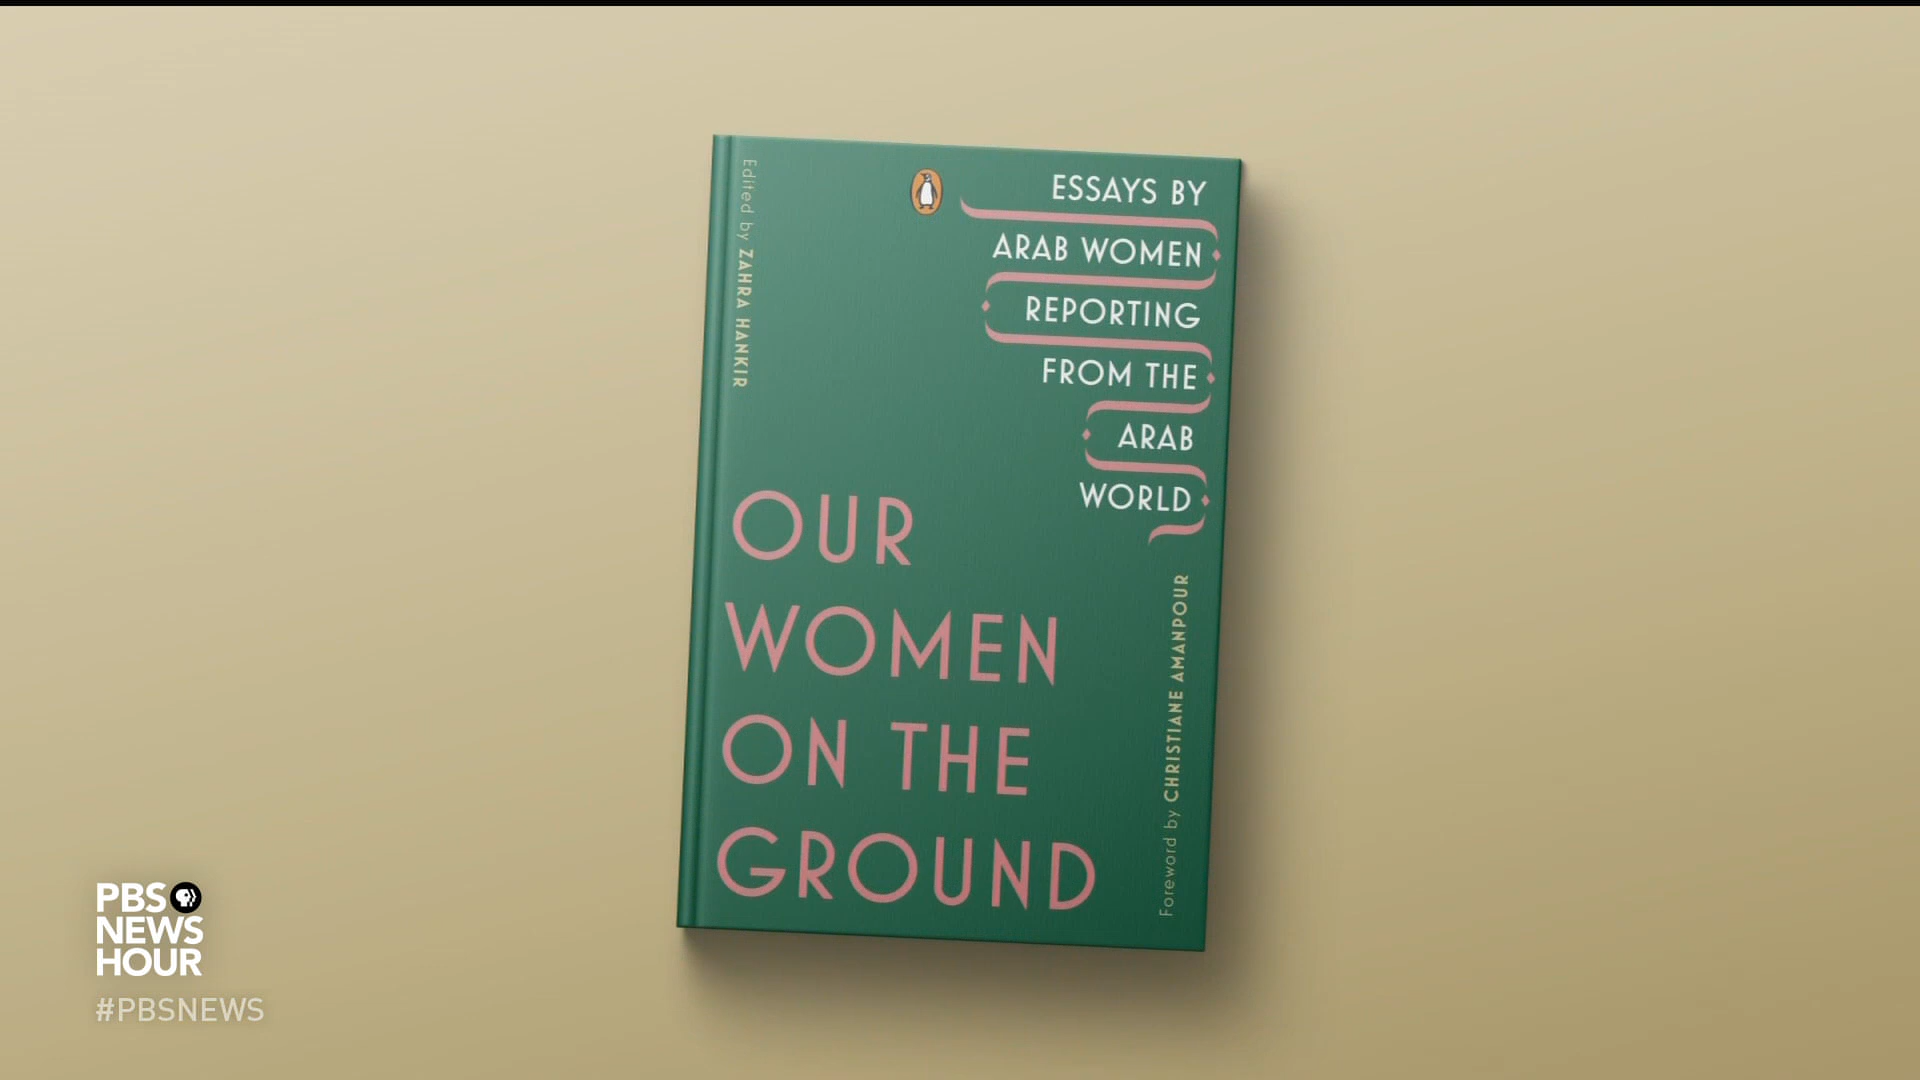 Edited by ZAHRA HANKIR
ESSAYS BY
ARAB WOMEN
REPORTING
FROM THE
ARAB
WORLD
OUR
WOMEN
ON THE
GROUND
Foreword by CHRISTIANE AMANPOUR
PBS
NEWS
HOUR
#PBSNEWS